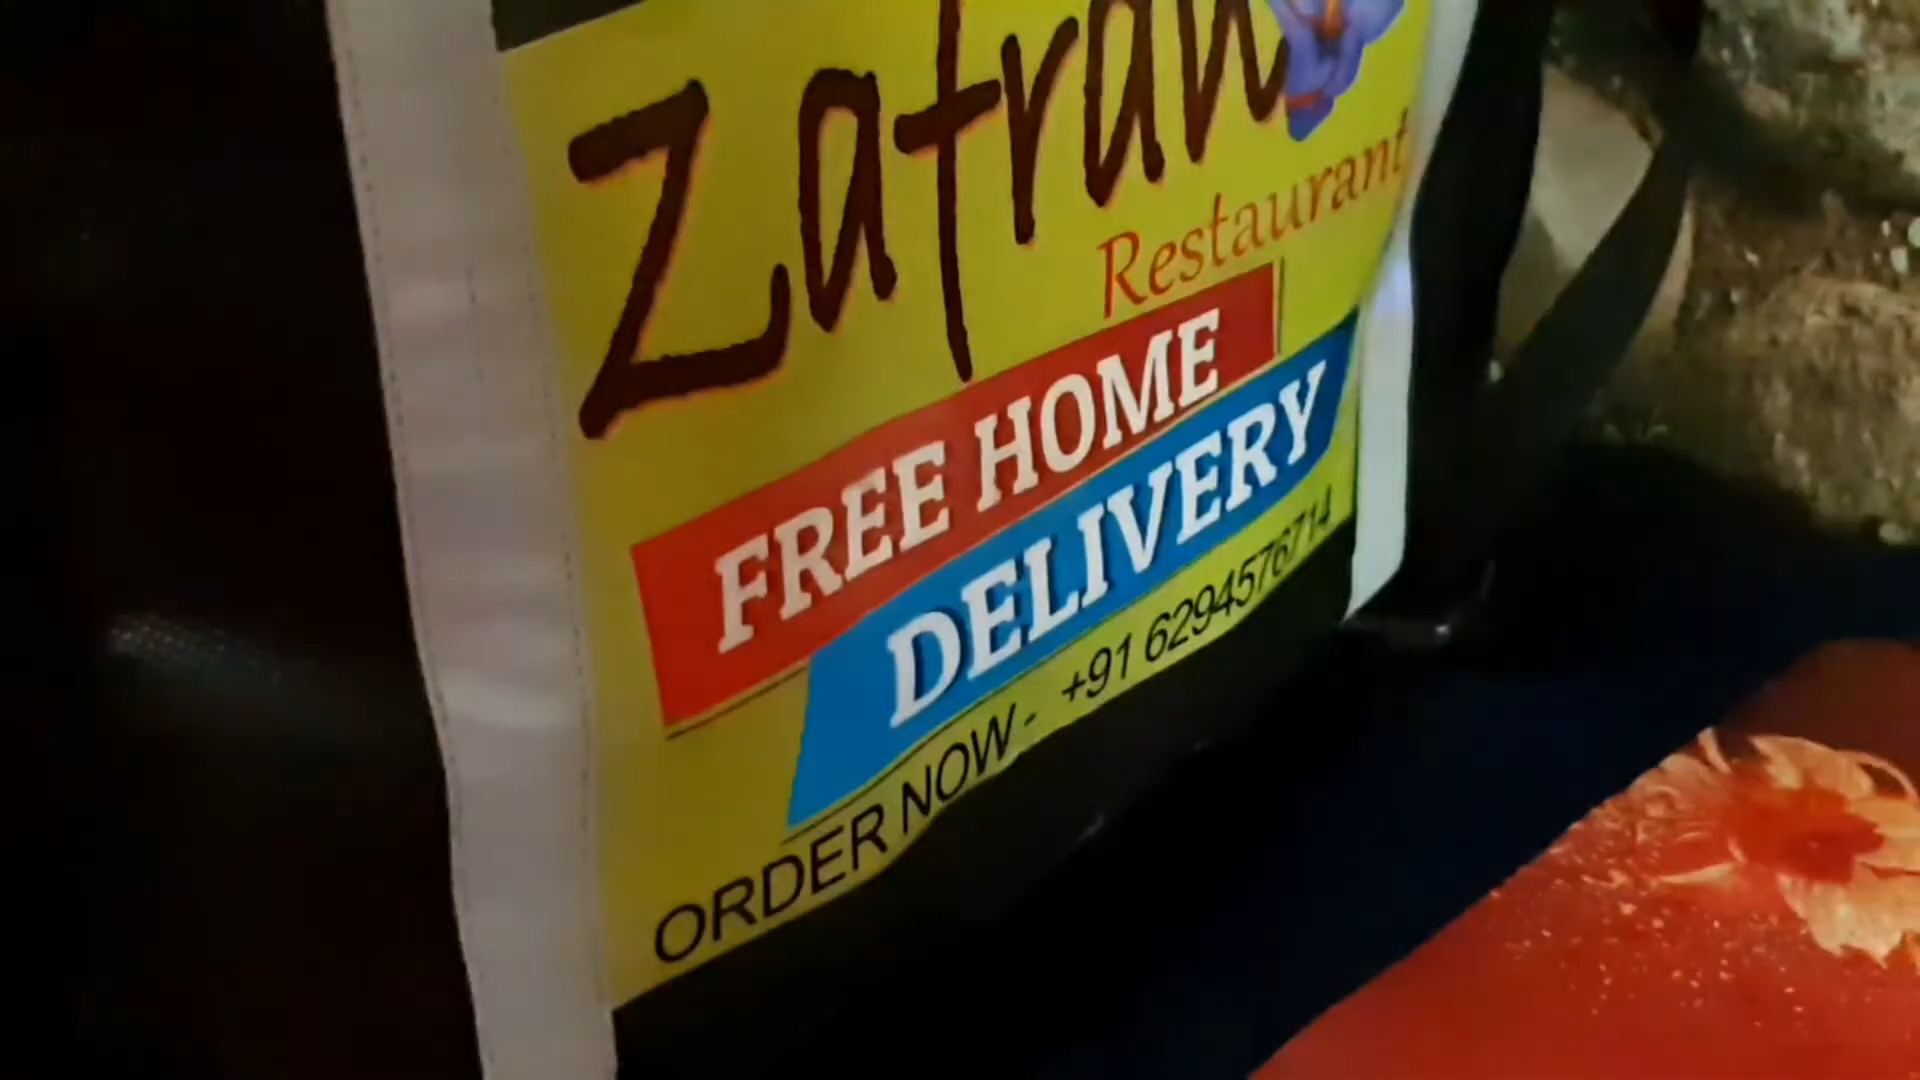 Zafran
Restaurant
FREE HOME
DELIVERY
ORDER NOW - +91 6294576714